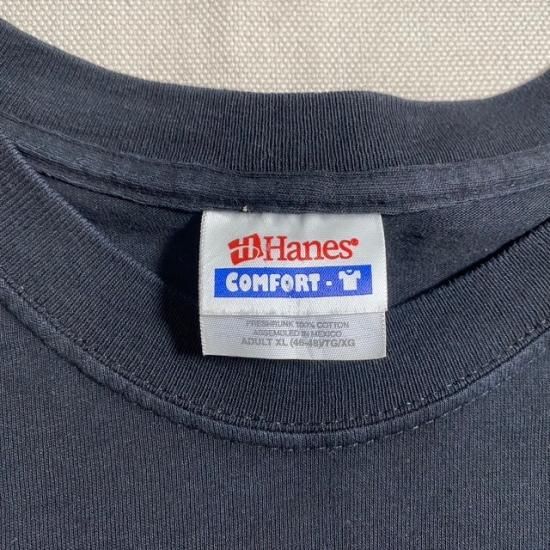 Hanes®
COMFORT-
PRESHRUNK 100% COTTON
ASSEMBLED IN MEXICO
ADULT XL (46-48)/TG/XG